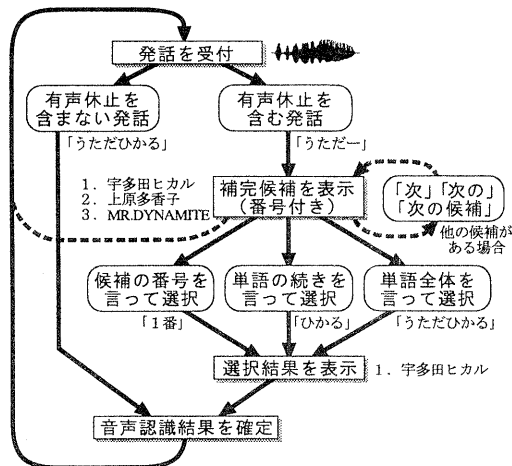 発話を受付
有声休止を
含まない発話
有声休止を
含む発話
「うただひかる」
「うただー」
1．宇多田ヒカル
2．上原多香子
3．MR.DYNAMITE
補完候補を表示
(番号付き)
「次」「次の」
「次の候補」
他の候補が
ある場合
候補の番号を
言って選択
単語の続きを
言って選択
単語全体を
言って選択
「1番」
「ひかる」
「うただひかる」
選択結果を表示
1．宇多田ヒカル
音声認識結果を確定